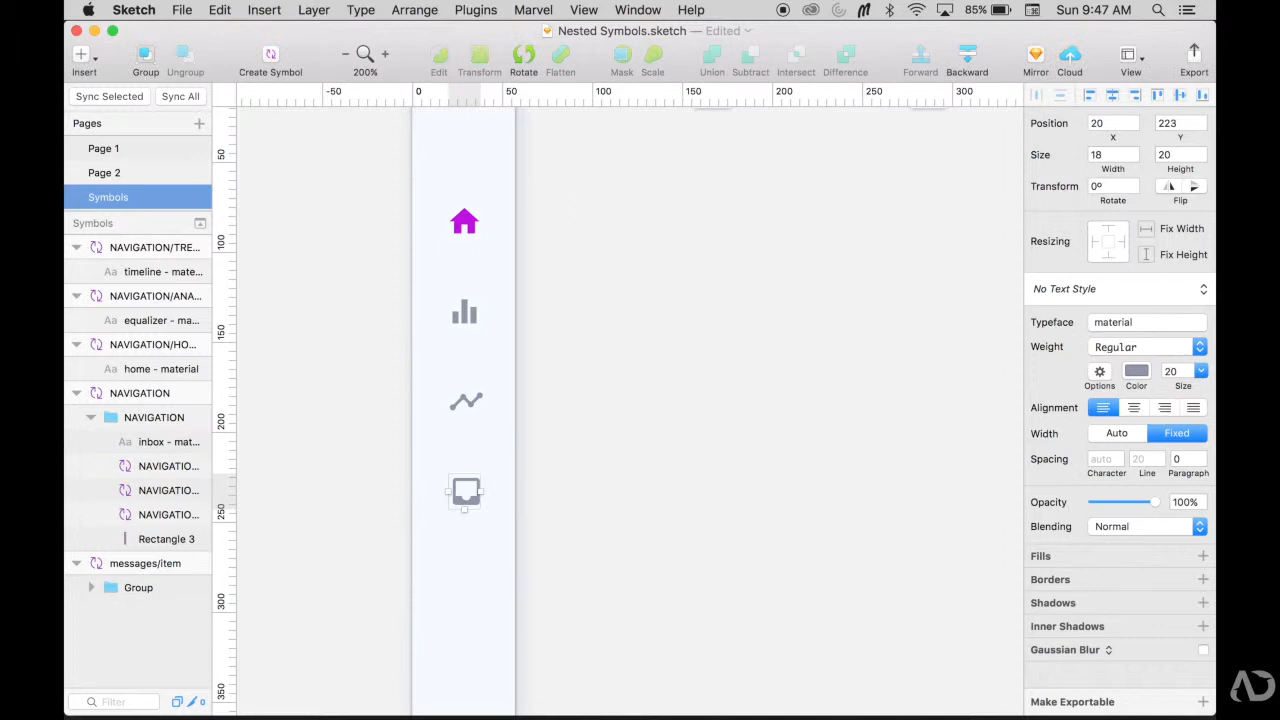 Sketch File Edit Insert Layer Type Arrange Plugins Marvel View Window Help 85% Sun 9:47 AM
Nested Symbols.sketch — Edited
Insert Group Ungroup Create Symbol 200% Edit Transform Rotate Flatten Mask Scale Union Subtract Intersect Difference Forward Backward Mirror Cloud View Export
Sync Selected Sync All
-50 0 50 100 150 200 250 300
Pages
Page 1
Page 2
Symbols
Symbols
NAVIGATION/TRE...
timeline - mate...
NAVIGATION/ANA...
equalizer - ma...
NAVIGATION/HO...
home - material
NAVIGATION
NAVIGATION
inbox - mat...
NAVIGATIO...
NAVIGATIO...
NAVIGATIO...
Rectangle 3
messages/item
Group
Filter
0
50
100
150
200
250
300
350
Position 20 223
X Y
Size 18 20
Width Height
Transform 0º
Rotate Flip
Resizing Fix Width
Fix Height
No Text Style
Typeface material
Weight Regular
20
Options Color Size
Alignment
Width Auto Fixed
Spacing auto 20 0
Character Line Paragraph
Opacity 100%
Blending Normal
Fills
Borders
Shadows
Inner Shadows
Gaussian Blur
Make Exportable